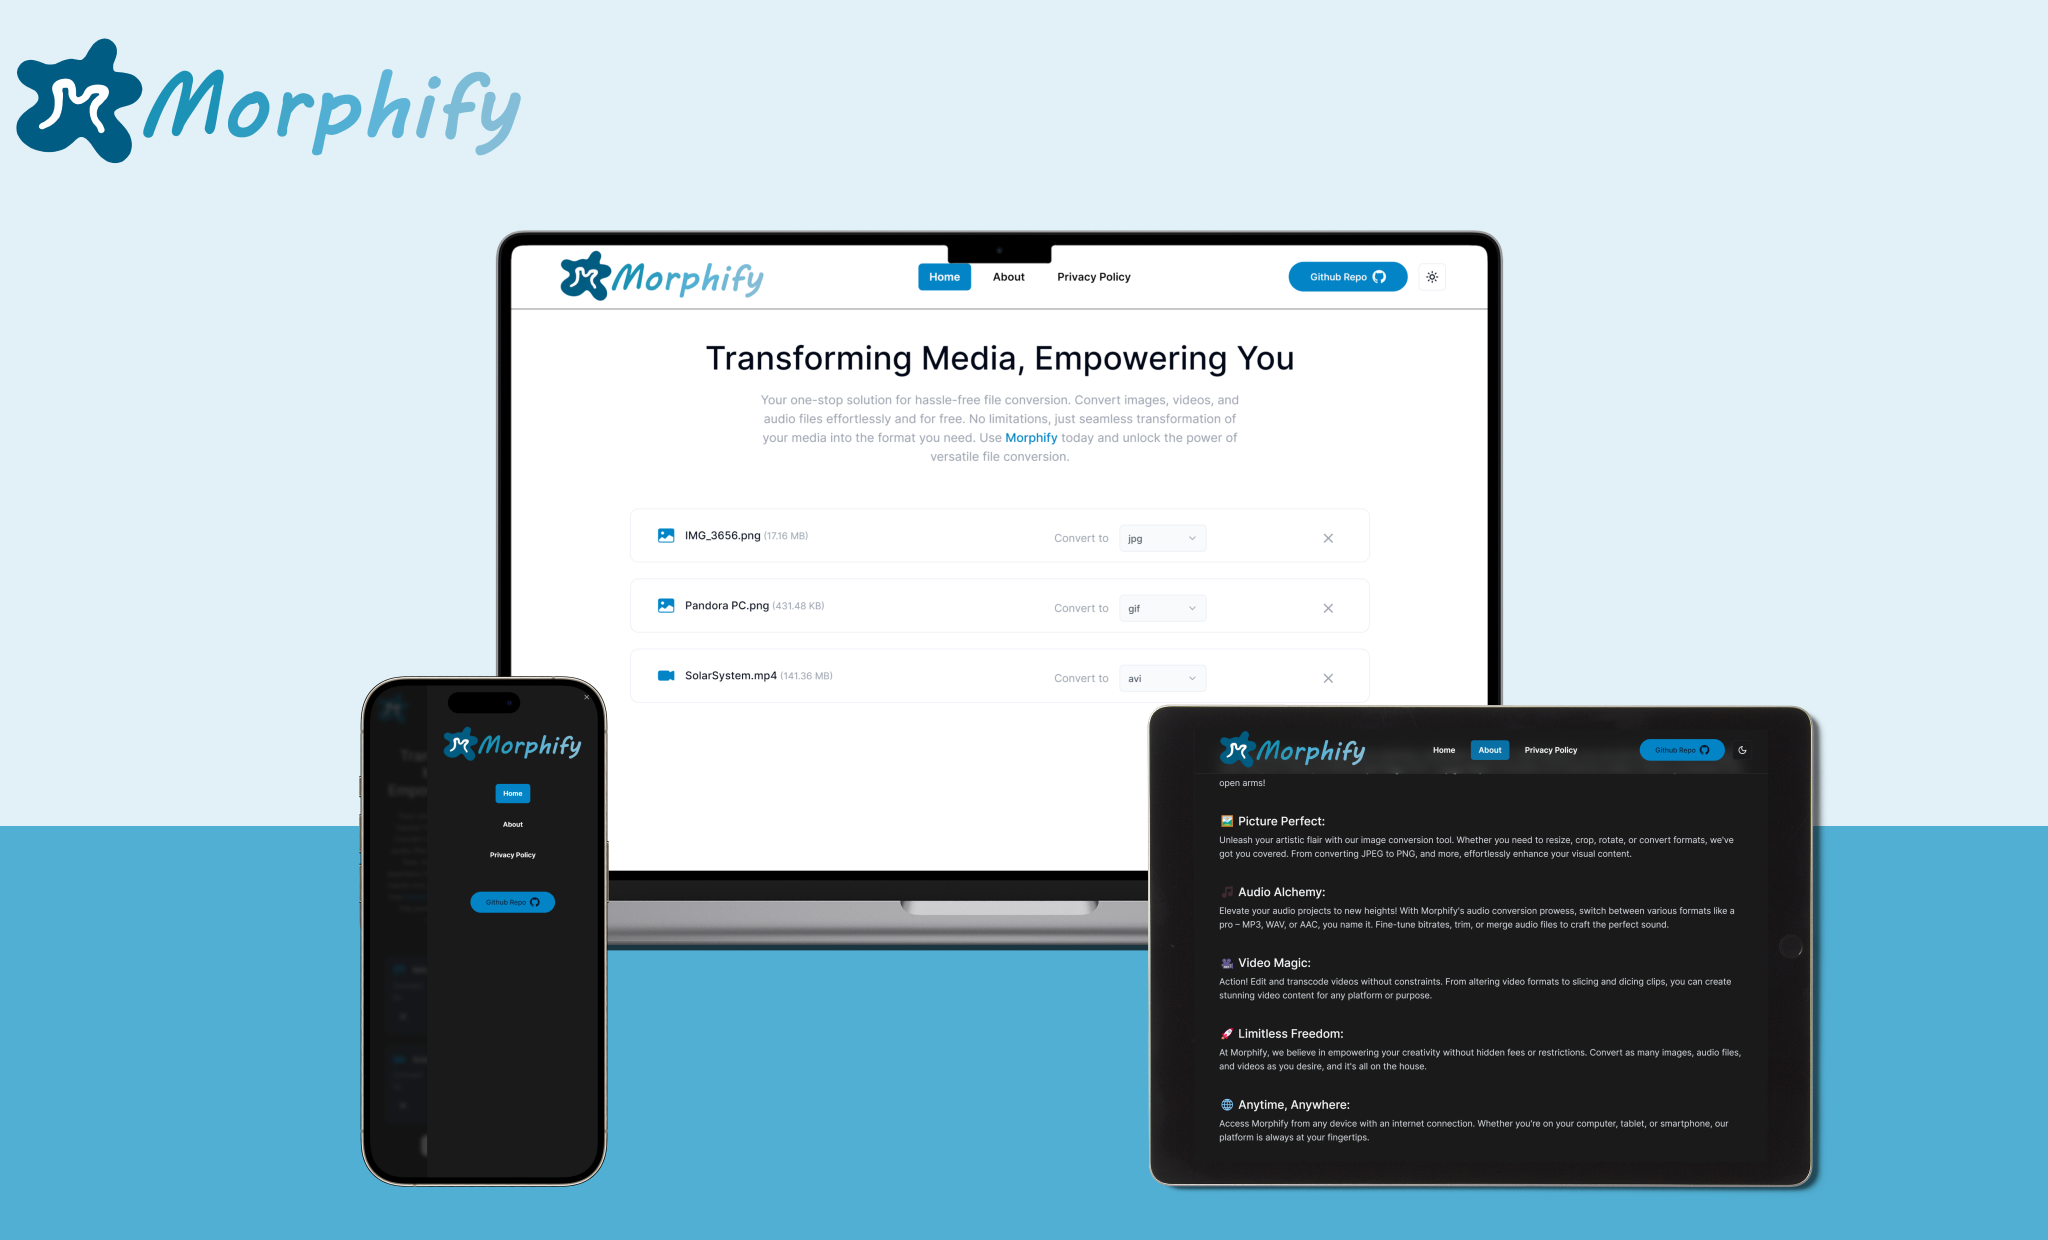 Morphify
Morphify
Home
About
Privacy Policy
Github Repo
Transforming Media, Empowering You
Your one-stop solution for hassle-free file conversion. Convert images, videos, and
audio files effortlessly and for free. No limitations, just seamless transformation of
your media into the format you need. Use Morphify today and unlock the power of
versatile file conversion.
IMG_3656.png (17.16 MB)
Convert to
jpg
Pandora PC.png (431.48 KB)
Convert to
gif
SolarSystem.mp4 (141.36 MB)
Convert to
avi
Morphify
Home
About
Privacy Policy
Github Repo
Morphify
Home
About
Privacy Policy
Github Repo
open arms!
Picture Perfect:
Unleash your artistic flair with our image conversion tool. Whether you need to resize, crop, rotate, or convert formats, we've
got you covered. From converting JPEG to PNG, and more, effortlessly enhance your visual content.
Audio Alchemy:
Elevate your audio projects to new heights! With Morphify's audio conversion prowess, switch between various formats like a
pro – MP3, WAV, or AAC, you name it. Fine-tune bitrates, trim, or merge audio files to craft the perfect sound.
Video Magic:
Action! Edit and transcode videos without constraints. From altering video formats to slicing and dicing clips, you can create
stunning video content for any platform or purpose.
Limitless Freedom:
At Morphify, we believe in empowering your creativity without hidden fees or restrictions. Convert as many images, audio files,
and videos as you desire, and it's all on the house.
Anytime, Anywhere:
Access Morphify from any device with an internet connection. Whether you're on your computer, tablet, or smartphone, our
platform is always at your fingertips.